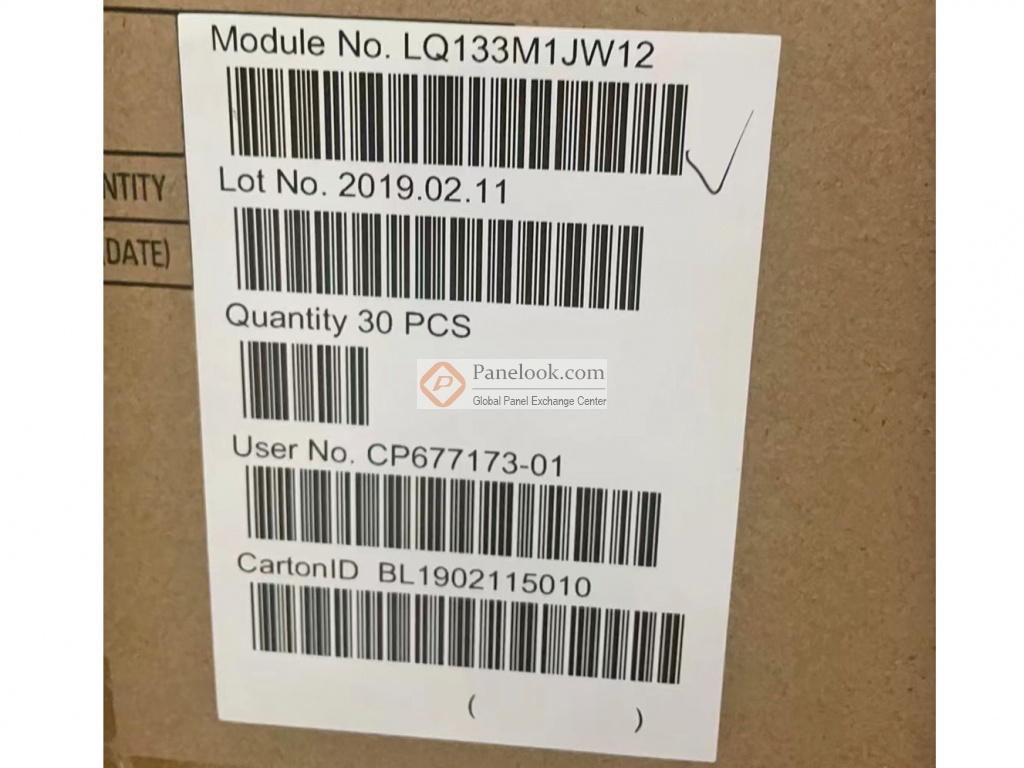 Module No. LQ133M1JW12
NTITY
Lot No. 2019.02.11
DATE)
Quantity 30 PCS
Panelook.com
Global Panel Exchange Center
User No. CP677173-01
CartonID BL1902115010
( )